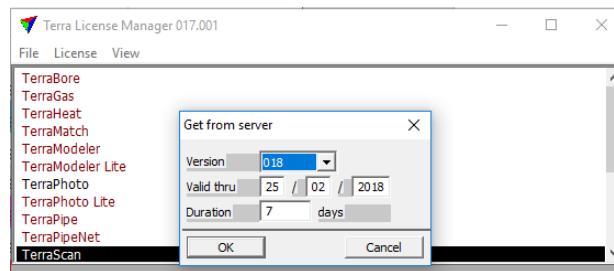 Terra License Manager 017.001
File License View
TerraBore
TerraGas
TerraHeat
TerraMatch
TerraModeler
TerraModeler Lite
TerraPhoto
TerraPhoto Lite
TerraPipe
TerraPipeNet
TerraScan
Get from server
Version 018
Valid thru 25 / 02 / 2018
Duration 7 days
OK Cancel